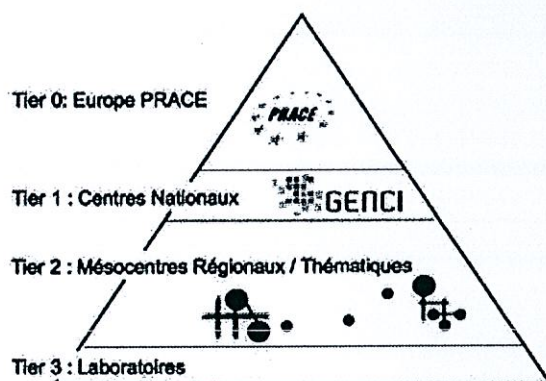 Tier 0: Europe PRACE
PRACE
Tier 1 : Centres Nationaux
GENCI
Tier 2 : Mésocentres Régionaux / Thématiques
Tier 3 : Laboratoires